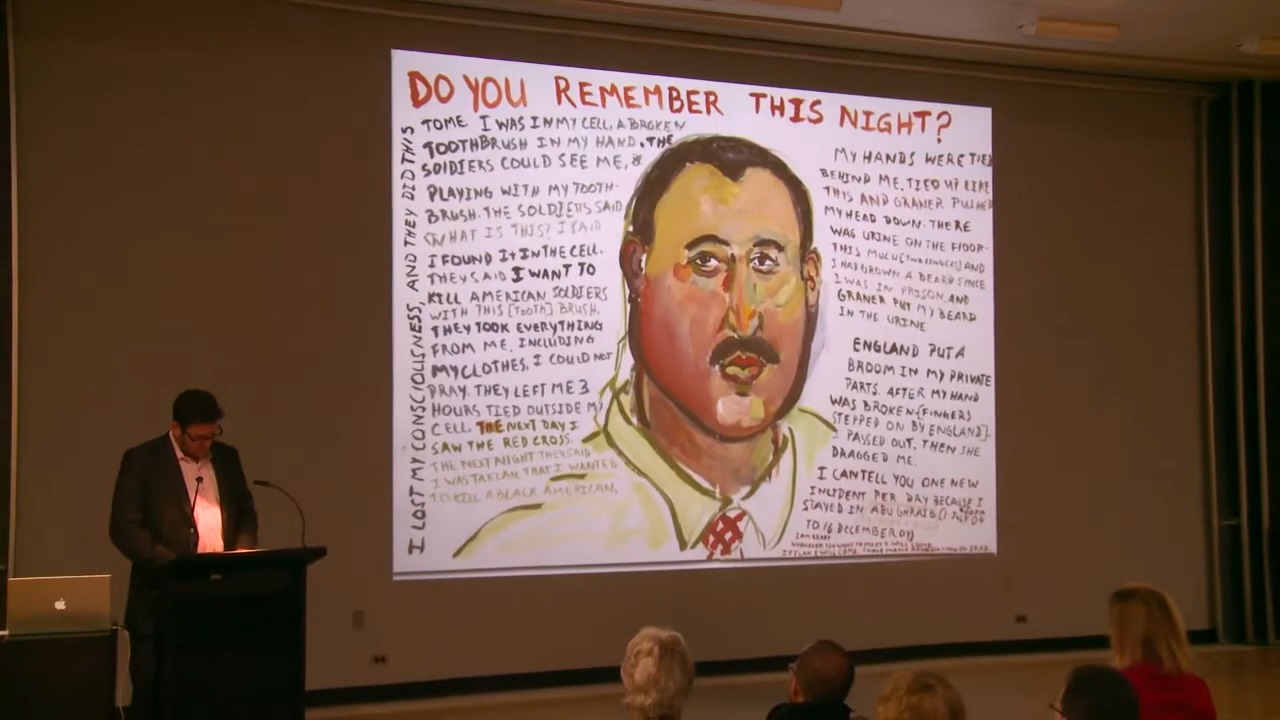 DO YOU REMEMBER THIS NIGHT?
I LOST MY CONSCIOUSNESS, AND THEY DID THIS
TO ME. I WAS IN MY CELL, A BROKEN
TOOTHBRUSH IN MY HAND. THE
SOLDIERS COULD SEE ME,
PLAYING WITH MY TOOTH-
BRUSH. THE SOLDIERS SAID
WHAT IS THIS? I SAID
I FOUND IT IN THE CELL.
THEY SAID I WANT TO
KILL AMERICAN SOLDIERS
WITH THIS [TOOTH] BRUSH.
THEY TOOK EVERYTHING
FROM ME, INCLUDING
MY CLOTHES. I COULD NOT
PRAY. THEY LEFT ME 3
HOURS TIED OUTSIDE MY
CELL. THE NEXT DAY I
SAW THE RED CROSS.
THE NEXT NIGHT THEY SAID
I WAS THAT I WANTED
TO KILL A BLACK AMERICAN.
MY HANDS WERE TIED
BEHIND ME. TIED UP LIKE
THIS AND GRANER PUSHED
MY HEAD DOWN. THERE
WAS URINE ON THE FLOOR-
THIS MUCH [TWO FINGERS] AND
I HAD GROWN A BEARD SINCE
I WAS IN PRISON, AND
GRANER PUT MY BEARD
IN THE URINE
ENGLAND PUT A
BROOM IN MY PRIVATE
PARTS. AFTER MY HAND
WAS BROKEN [FINGERS
STEPPED ON BY ENGLAND].
I PASSED OUT. THEN SHE
DRAGGED ME.
I CAN TELL YOU ONE NEW
INCIDENT PER DAY BECAUSE I
STAYED IN ABU GHRAIB
TO 16 DECEMBER
I AM READY